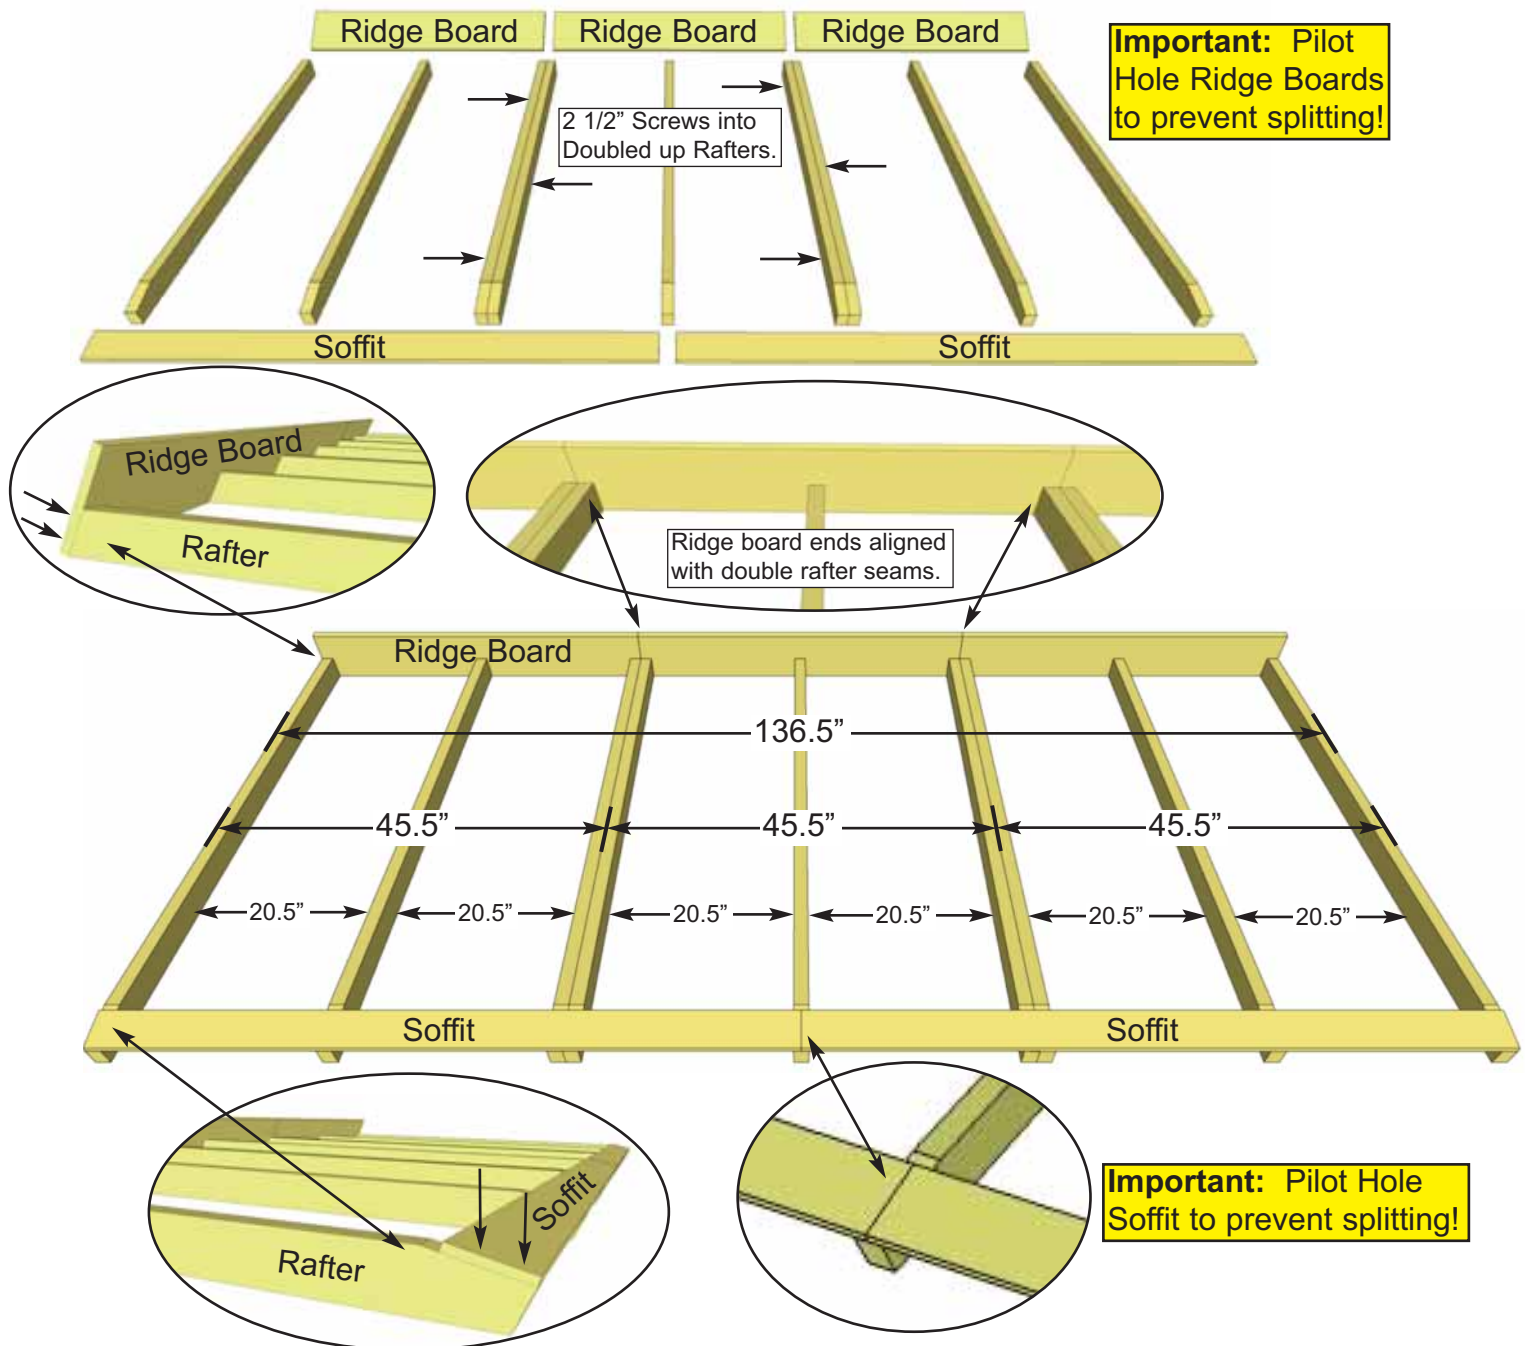 Ridge Board
Ridge Board
Ridge Board
Important: Pilot
Hole Ridge Boards
to prevent splitting!
2 1/2” Screws into
Doubled up Rafters.
Soffit
Soffit
Ridge Board
Rafter
Ridge board ends aligned
with double rafter seams.
Ridge Board
136.5”
45.5”
45.5”
45.5”
20.5”
20.5”
20.5”
20.5”
20.5”
20.5”
Soffit
Soffit
Soffit
Rafter
Important: Pilot Hole
Soffit to prevent splitting!